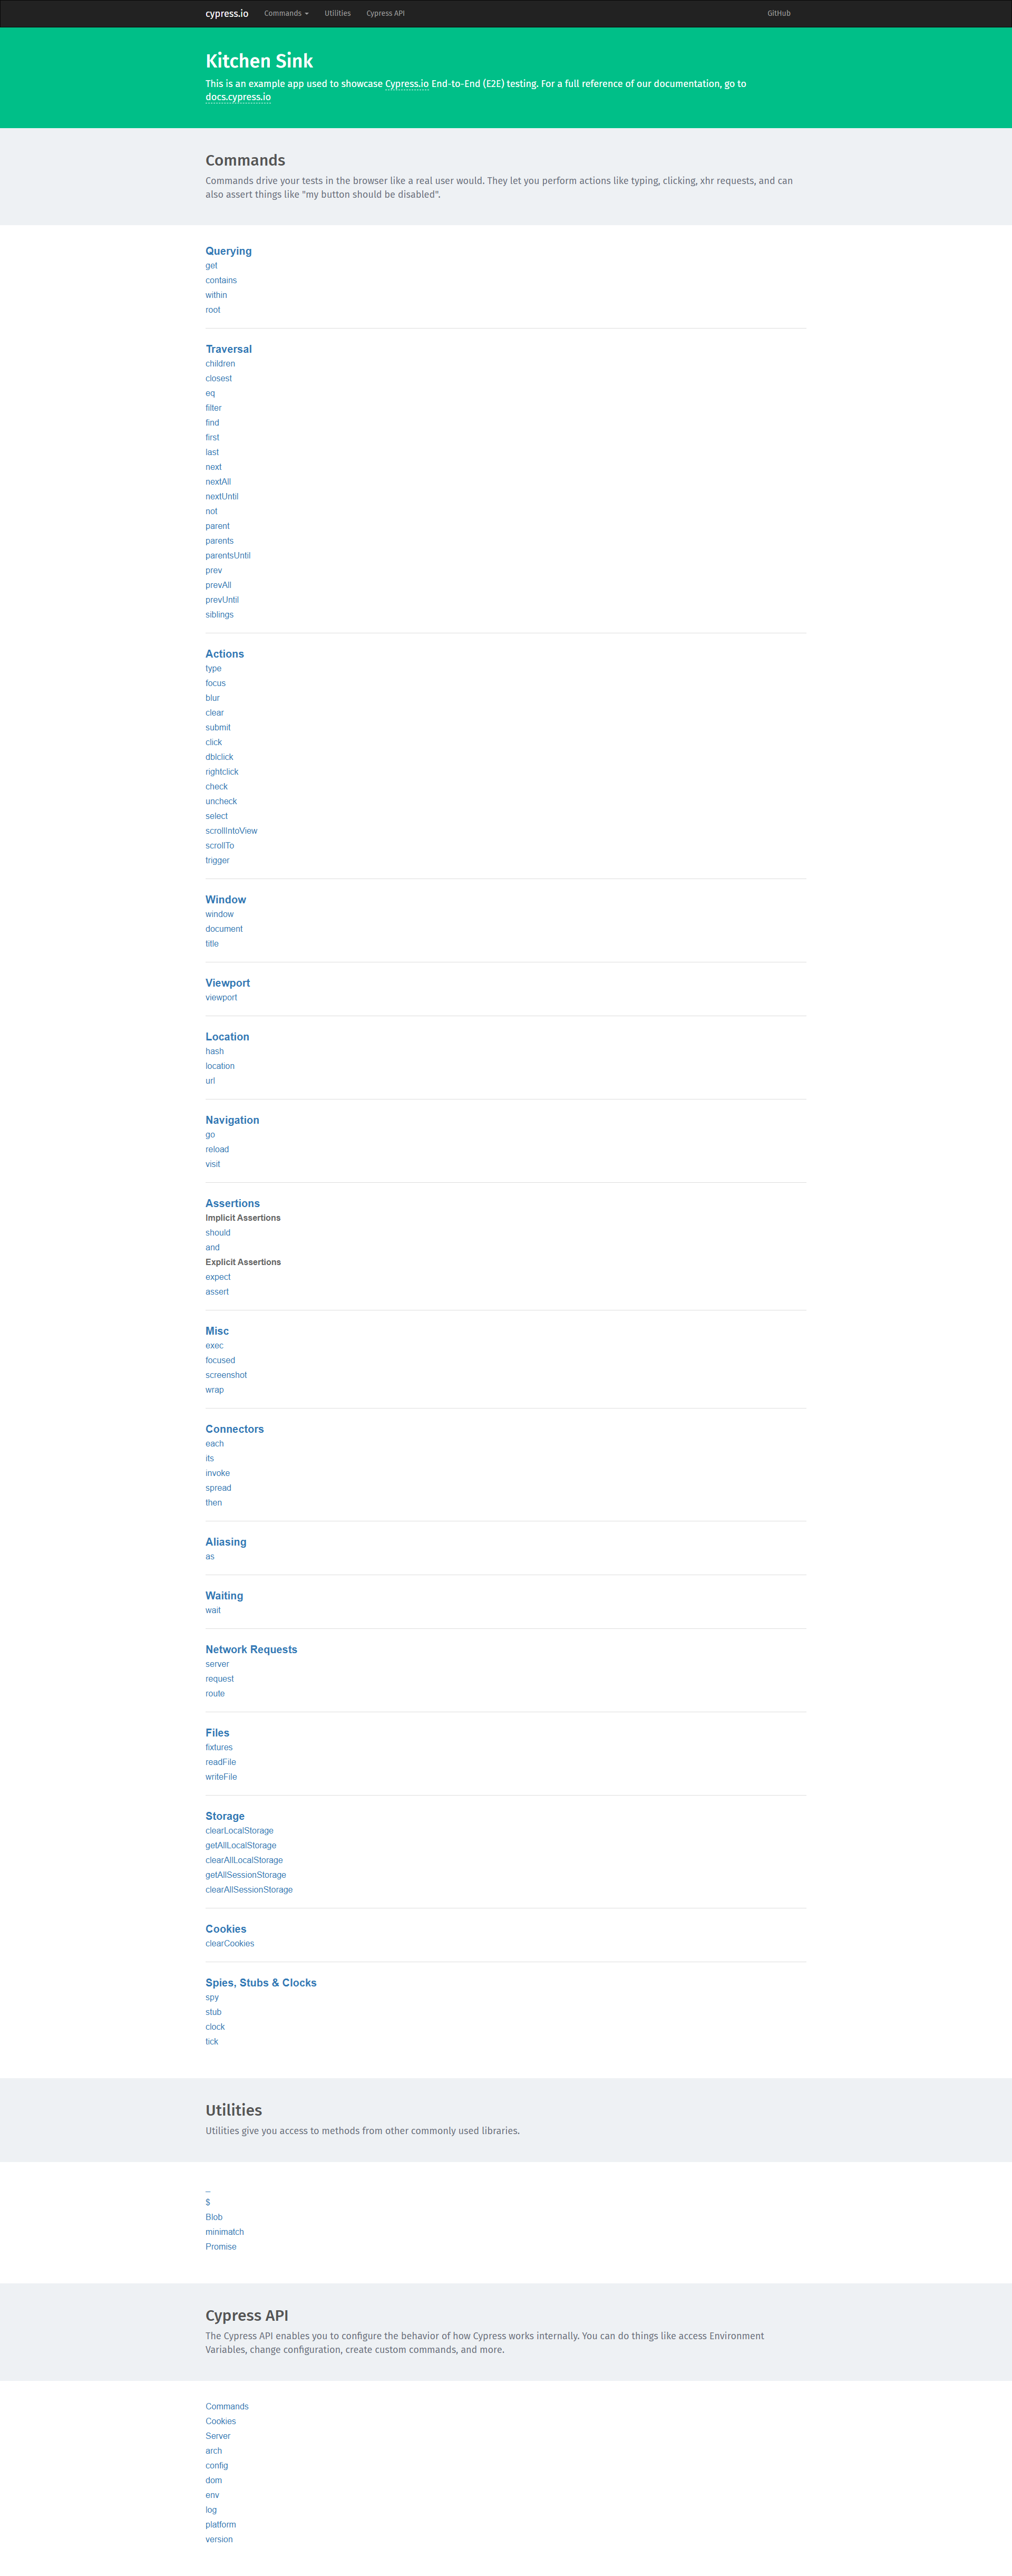 cypress.io Commands Utilities Cypress API GitHub
Kitchen Sink
This is an example app used to showcase Cypress.io End-to-End (E2E) testing. For a full reference of our documentation, go to
docs.cypress.io
Commands
Commands drive your tests in the browser like a real user would. They let you perform actions like typing, clicking, xhr requests, and can
also assert things like "my button should be disabled".
Querying
get
contains
within
root
Traversal
children
closest
eq
filter
find
first
last
next
nextAll
nextUntil
not
parent
parents
parentsUntil
prev
prevAll
prevUntil
siblings
Actions
type
focus
blur
clear
submit
click
dblclick
rightclick
check
uncheck
select
scrollIntoView
scrollTo
trigger
Window
window
document
title
Viewport
viewport
Location
hash
location
url
Navigation
go
reload
visit
Assertions
Implicit Assertions
should
and
Explicit Assertions
expect
assert
Misc
exec
focused
screenshot
wrap
Connectors
each
its
invoke
spread
then
Aliasing
as
Waiting
wait
Network Requests
server
request
route
Files
fixtures
readFile
writeFile
Storage
clearLocalStorage
getAllLocalStorage
clearAllLocalStorage
getAllSessionStorage
clearAllSessionStorage
Cookies
clearCookies
Spies, Stubs & Clocks
spy
stub
clock
tick
Utilities
Utilities give you access to methods from other commonly used libraries.
_
$
Blob
minimatch
Promise
Cypress API
The Cypress API enables you to configure the behavior of how Cypress works internally. You can do things like access Environment
Variables, change configuration, create custom commands, and more.
Commands
Cookies
Server
arch
config
dom
env
log
platform
version